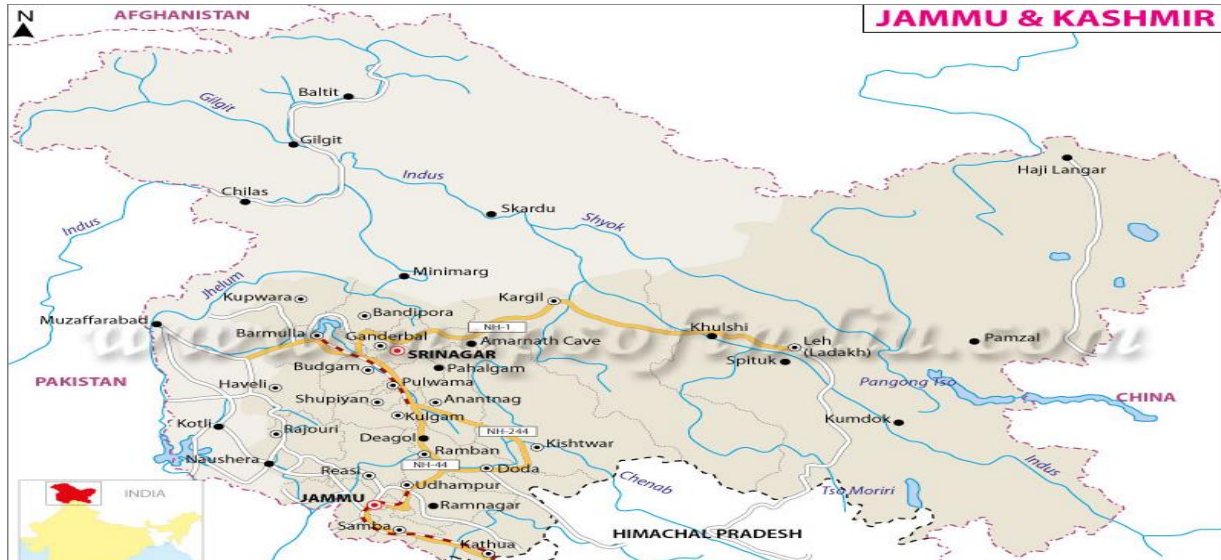 N
AFGHANISTAN
JAMMU & KASHMIR
Baltit
Gilgit
Gilgit
Haji Langar
Chilas
Indus
Skardu
Shyok
Indus
Minimarg
Jhelum
Kupwara
Kargil
Bandipora
Muzaffarabad
Barmulla
Ganderbal
NH-1
Khulshi
Amarnath Cave
Pamzal
SRINAGAR
Leh
(Ladakh)
Spituk
Budgam
Pahalgam
PAKISTAN
Haveli
Pulwama
Pangong Tso
CHINA
Shupiyan
Anantnag
Kulgam
Kumdok
Kotli
Rajouri
Deagol
NH-244
Kishtwar
Ramban
Naushera
Reasi
NH-44
Doda
Indus
Chenab
Udhampur
Tso Moriri
INDIA
JAMMU
Ramnagar
Samba
HIMACHAL PRADESH
Kathua